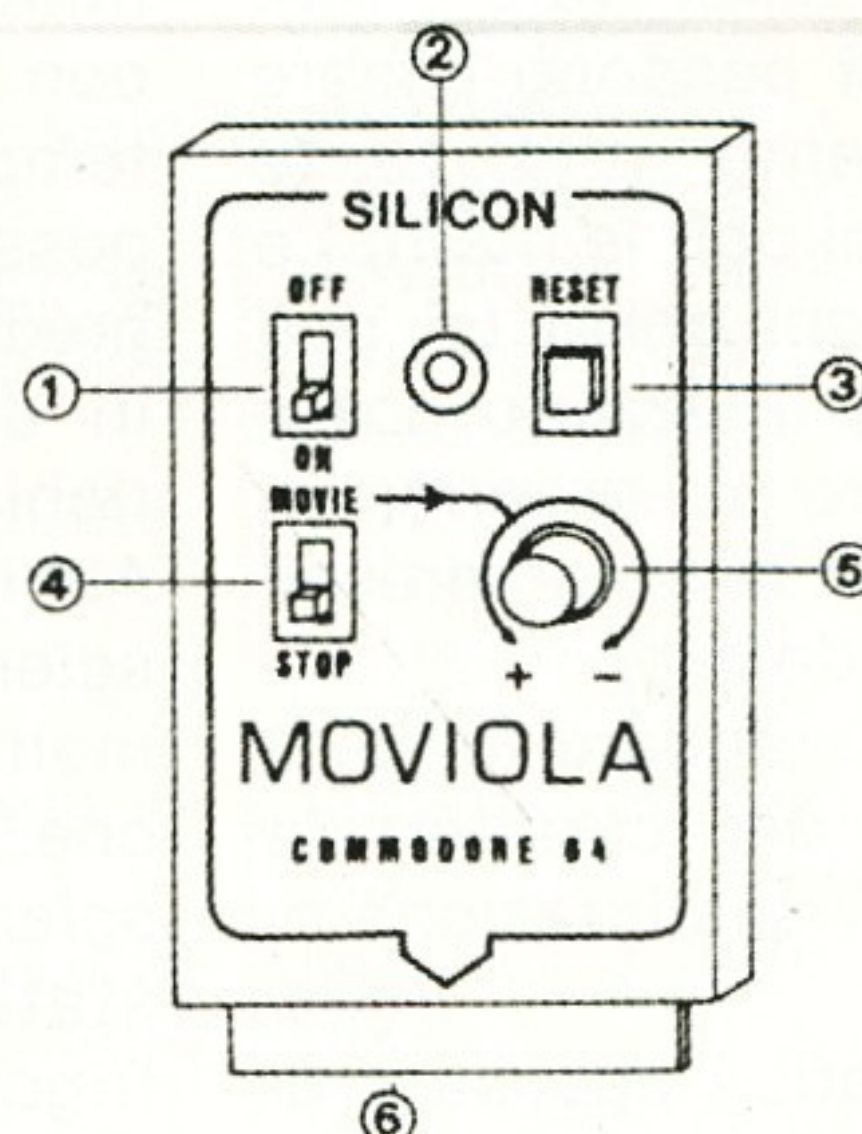 ②
SILICON
OFF
RESET
①
③
ON
MOVIE
④
⑤
STOP
+ −
MOVIOLA
COMMODORE 64
⑥